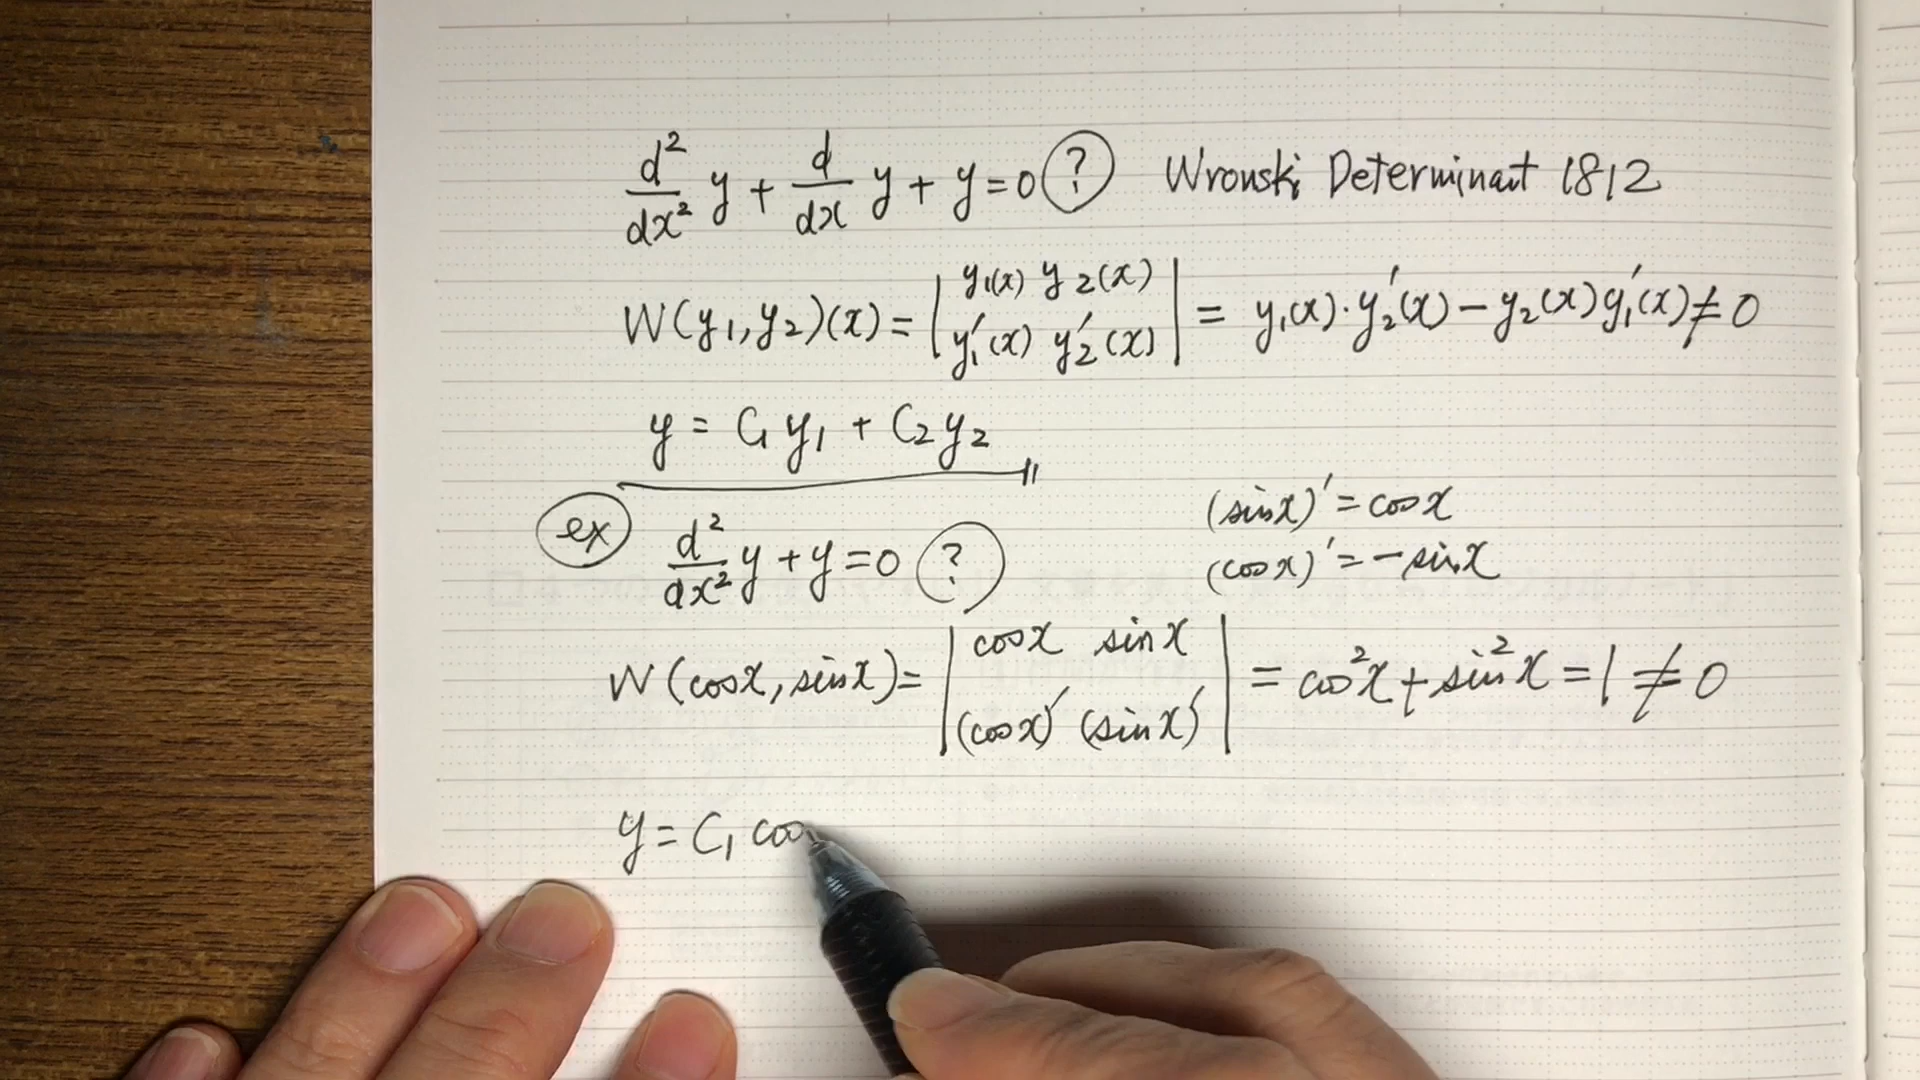 d²/dx² y + d/dx y + y = 0 ? Wronski Determinant 1812
W(y₁, y₂)(x) = | y₁(x) y₂(x) | = y₁(x)·y₂′(x) − y₂(x)y₁′(x) ≠ 0
| y₁′(x) y₂′(x) |
y = C₁y₁ + C₂y₂
ex d²/dx² y + y = 0 ?
(sin x)′ = cos x
(cos x)′ = −sin x
W(cos x, sin x) = | cos x sin x | = cos²x + sin²x = 1 ≠ 0
| (cos x)′ (sin x)′ |
y = C₁ cos